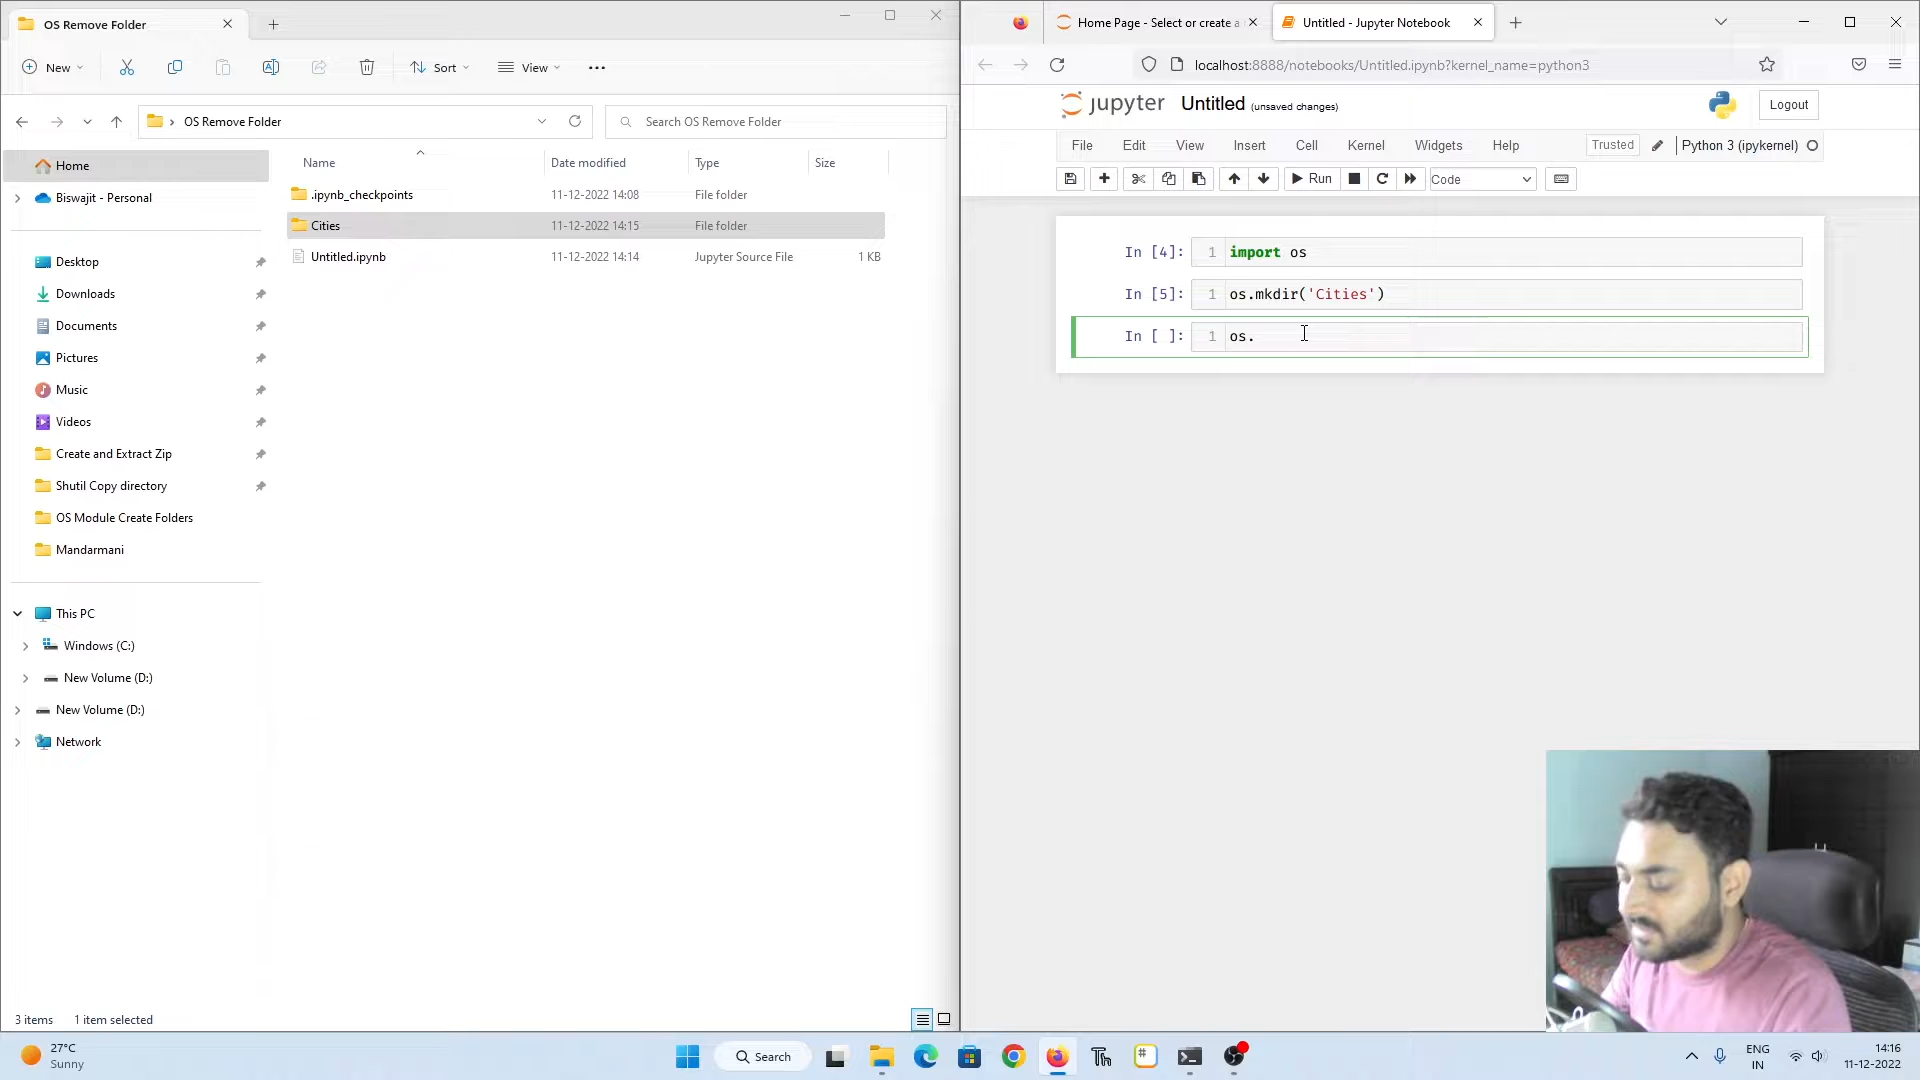 OS Remove Folder
New
Sort
View
OS Remove Folder
Search OS Remove Folder
Home
Biswajit - Personal
Desktop
Downloads
Documents
Pictures
Music
Videos
Create and Extract Zip
Shutil Copy directory
OS Module Create Folders
Mandarmani
This PC
Windows (C:)
New Volume (D:)
New Volume (D:)
Network
Name Date modified Type Size
.ipynb_checkpoints 11-12-2022 14:08 File folder
Cities 11-12-2022 14:15 File folder
Untitled.ipynb 11-12-2022 14:14 Jupyter Source File 1 KB
3 items 1 item selected
Home Page - Select or create a
Untitled - Jupyter Notebook
localhost:8888/notebooks/Untitled.ipynb?kernel_name=python3
jupyter Untitled (unsaved changes)
Logout
File Edit View Insert Cell Kernel Widgets Help
Trusted
Python 3 (ipykernel)
Run
Code
In [4]: 1 import os
In [5]: 1 os.mkdir('Cities')
In [ ]: 1 os.
27°C
Sunny
Search
ENG
IN
14:16
11-12-2022